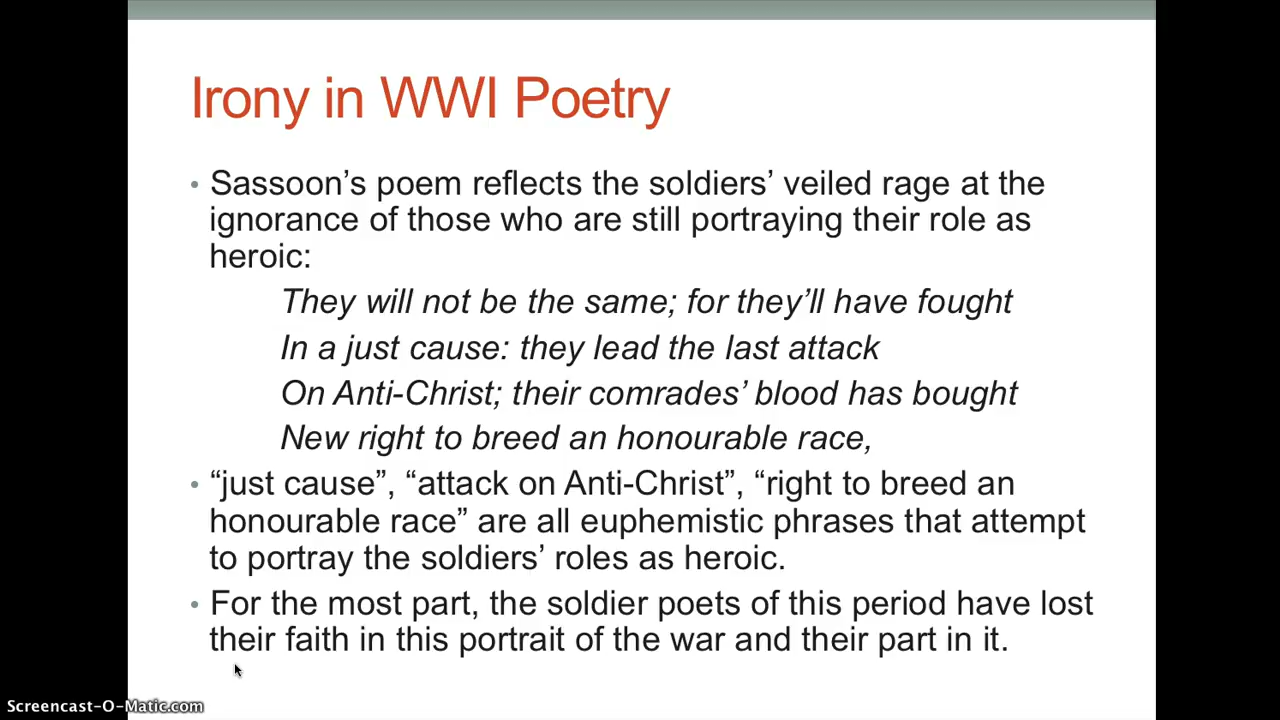 Irony in WWI Poetry
• Sassoon’s poem reflects the soldiers’ veiled rage at the
ignorance of those who are still portraying their role as
heroic:
They will not be the same; for they’ll have fought
In a just cause: they lead the last attack
On Anti-Christ; their comrades’ blood has bought
New right to breed an honourable race,
• “just cause”, “attack on Anti-Christ”, “right to breed an
honourable race” are all euphemistic phrases that attempt
to portray the soldiers’ roles as heroic.
• For the most part, the soldier poets of this period have lost
their faith in this portrait of the war and their part in it.
Screencast-O-Matic.com